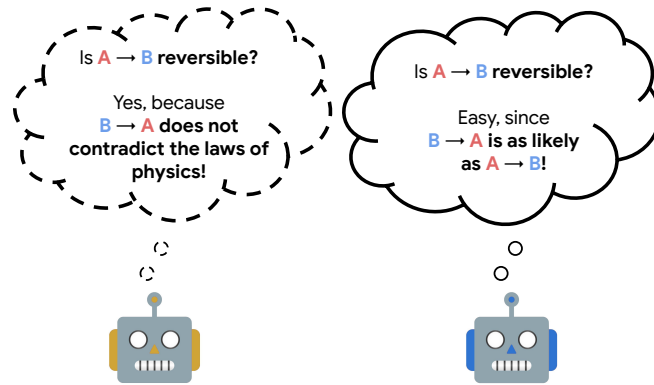 Is A → B reversible?
Yes, because
B → A does not
contradict the laws of
physics!
Is A → B reversible?
Easy, since
B → A is as likely
as A → B!